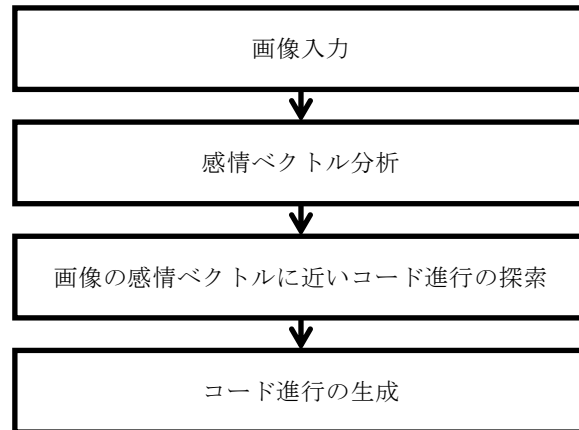 画像入力
感情ベクトル分析
画像の感情ベクトルに近いコード進行の探索
コード進行の生成